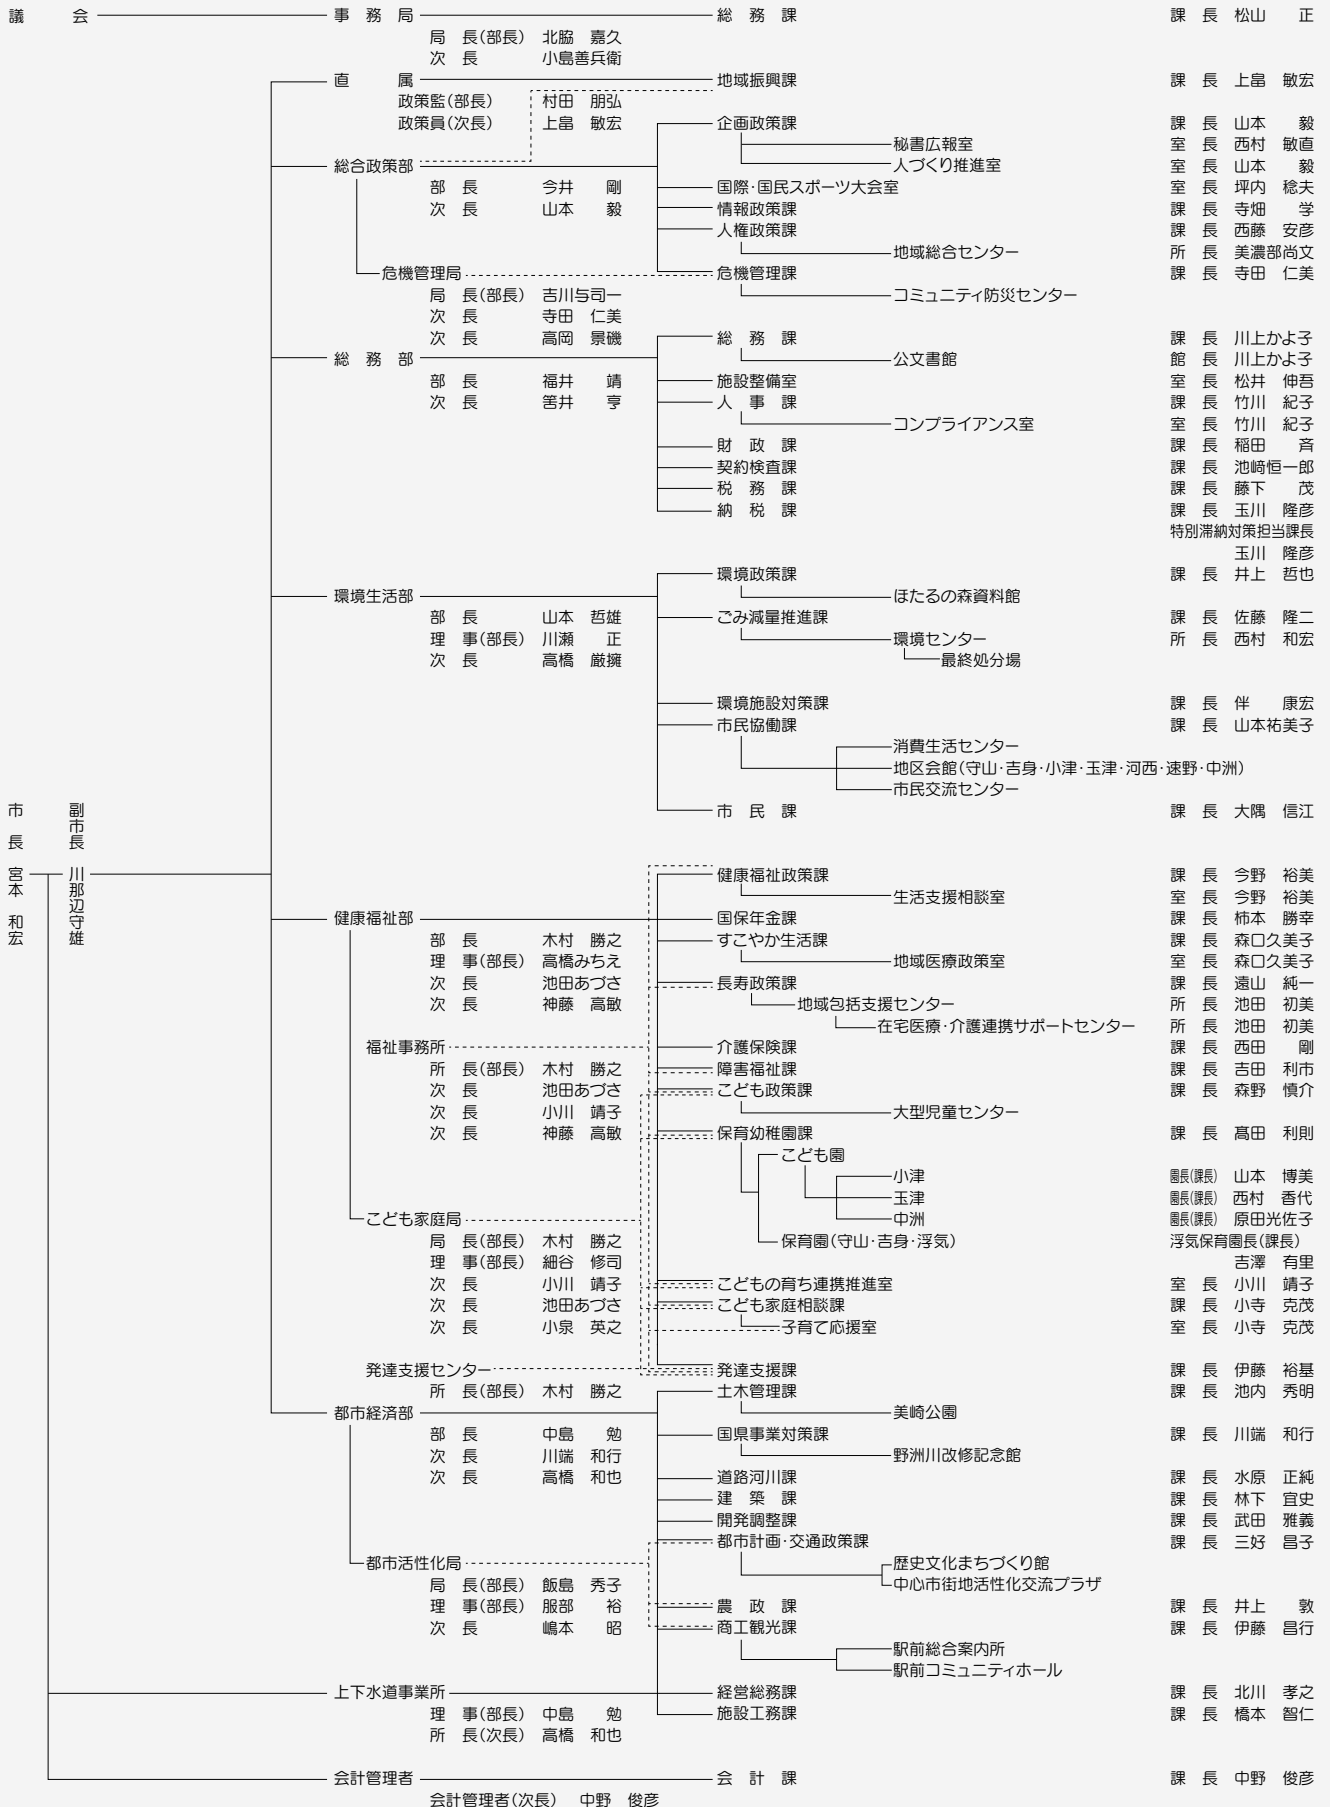 議会 事務局 総務課 課長 松山 正
局長(部長) 北脇 嘉久
次長 小島善兵衛
直属 地域振興課 課長 上畠 敏宏
政策監(部長) 村田 朋弘
政策員(次長) 上畠 敏宏 企画政策課 課長 山本 毅
秘書広報室 室長 西村 敏直
総合政策部 人づくり推進室 室長 山本 毅
部長 今井 剛 国際・国民スポーツ大会室 室長 坪内 稔夫
次長 山本 毅 情報政策課 課長 寺畑 学
人権政策課 課長 西藤 安彦
地域総合センター 所長 美濃部尚文
危機管理局 危機管理課 課長 寺田 仁美
局長(部長) 吉川与司一 コミュニティ防災センター
次長 寺田 仁美
次長 高岡 景磯 総務課 課長 川上かよ子
総務部 公文書館 館長 川上かよ子
部長 福井 靖 施設整備室 室長 松井 伸吾
次長 筈井 亨 人事課 課長 竹川 紀子
コンプライアンス室 室長 竹川 紀子
財政課 課長 稲田 斉
契約検査課 課長 池﨑恒一郎
税務課 課長 藤下 茂
納税課 課長 玉川 隆彦
特別滞納対策担当課長
玉川 隆彦
環境政策課 課長 井上 哲也
環境生活部 ほたるの森資料館
部長 山本 哲雄 ごみ減量推進課 課長 佐藤 隆二
理事(部長) 川瀬 正 環境センター 所長 西村 和宏
次長 高橋 厳擁 最終処分場
環境施設対策課 課長 伴 康宏
市民協働課 課長 山本祐美子
消費生活センター
地区会館(守山・吉身・小津・玉津・河西・速野・中洲)
市民交流センター
市民課 課長 大隅 信江
市長 宮本 和宏
副市長 川那辺守雄
健康福祉政策課 課長 今野 裕美
生活支援相談室 室長 今野 裕美
健康福祉部 国保年金課 課長 柿本 勝幸
部長 木村 勝之 すこやか生活課 課長 森口久美子
理事(部長) 高橋みちえ 地域医療政策室 室長 森口久美子
次長 池田あづさ 長寿政策課 課長 遠山 純一
次長 神藤 高敏 地域包括支援センター 所長 池田 初美
在宅医療・介護連携サポートセンター 所長 池田 初美
福祉事務所 介護保険課 課長 西田 剛
所長(部長) 木村 勝之 障害福祉課 課長 吉田 利市
次長 池田あづさ こども政策課 課長 森野 慎介
次長 小川 靖子 大型児童センター
次長 神藤 高敏 保育幼稚園課 課長 髙田 利則
こども園
小津 園長(課長) 山本 博美
玉津 園長(課長) 西村 香代
こども家庭局 中洲 園長(課長) 原田光佐子
局長(部長) 木村 勝之 保育園(守山・吉身・浮気) 浮気保育園長(課長)
理事(部長) 細谷 修司 吉澤 有里
次長 小川 靖子 こどもの育ち連携推進室 室長 小川 靖子
次長 池田あづさ こども家庭相談課 課長 小寺 克茂
次長 小泉 英之 子育て応援室 室長 小寺 克茂
発達支援センター 発達支援課 課長 伊藤 裕基
所長(部長) 木村 勝之 土木管理課 課長 池内 秀明
都市経済部 美崎公園
部長 中島 勉 国県事業対策課 課長 川端 和行
次長 川端 和行 野洲川改修記念館
次長 高橋 和也 道路河川課 課長 水原 正純
建築課 課長 林下 宜史
開発調整課 課長 武田 雅義
都市計画・交通政策課 課長 三好 昌子
都市活性化局 歴史文化まちづくり館
局長(部長) 飯島 秀子 中心市街地活性化交流プラザ
理事(部長) 服部 裕 農政課 課長 井上 敦
次長 嶋本 昭 商工観光課 課長 伊藤 昌行
駅前総合案内所
駅前コミュニティホール
上下水道事業所 経営総務課 課長 北川 孝之
理事(部長) 中島 勉 施設工務課 課長 橋本 智仁
所長(次長) 高橋 和也
会計管理者 会計課 課長 中野 俊彦
会計管理者(次長) 中野 俊彦